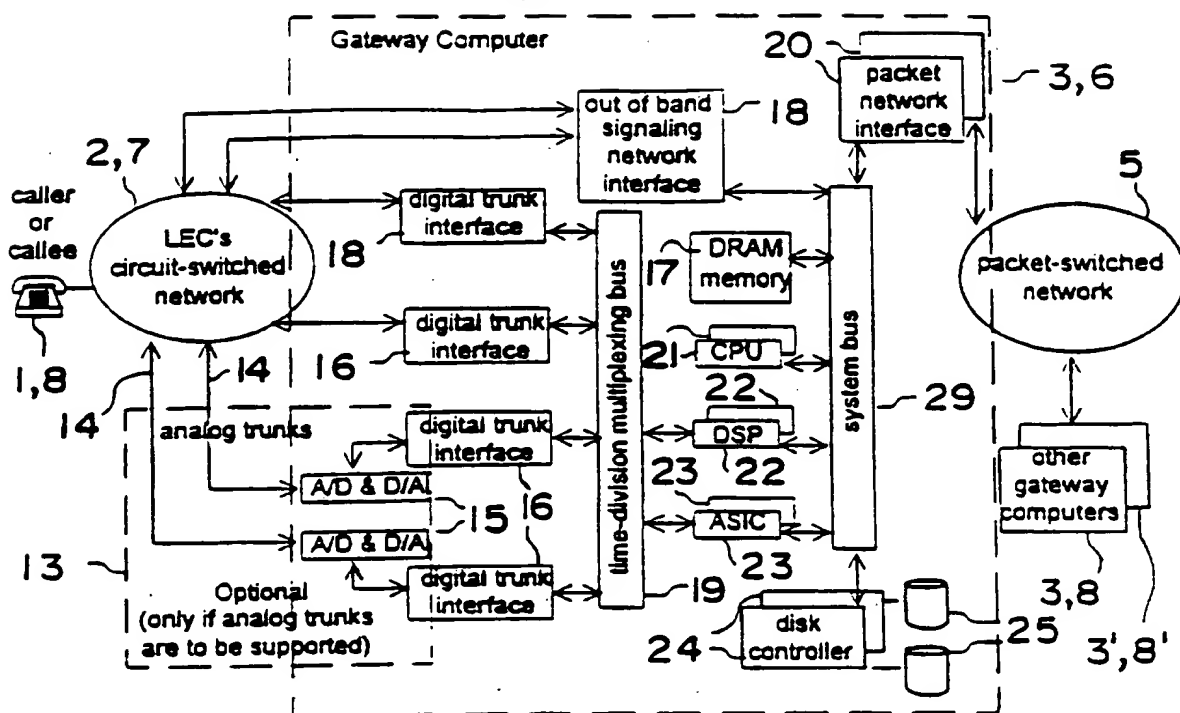 Gateway Computer
20
20
packet
network
interface
3,6
out of band
signaling
network
interface
18
2,7
caller
or
callee
LEC's
circuit-switched
network
digital trunk
interface
18
17
DRAM
memory
5
packet-switched
network
1,8
digital trunk
interface
16
time-division multiplexing bus
system bus
21
CPU
22
DSP
22
29
14
14
analog trunks
digital trunk
interface
16
A/D & D/A
15
A/D & D/A
23
ASIC
23
other
gateway
computers
3,8
3',8'
13
Optional
(only if analog trunks
are to be supported)
digital trunk
interface
19
24
disk
controller
25